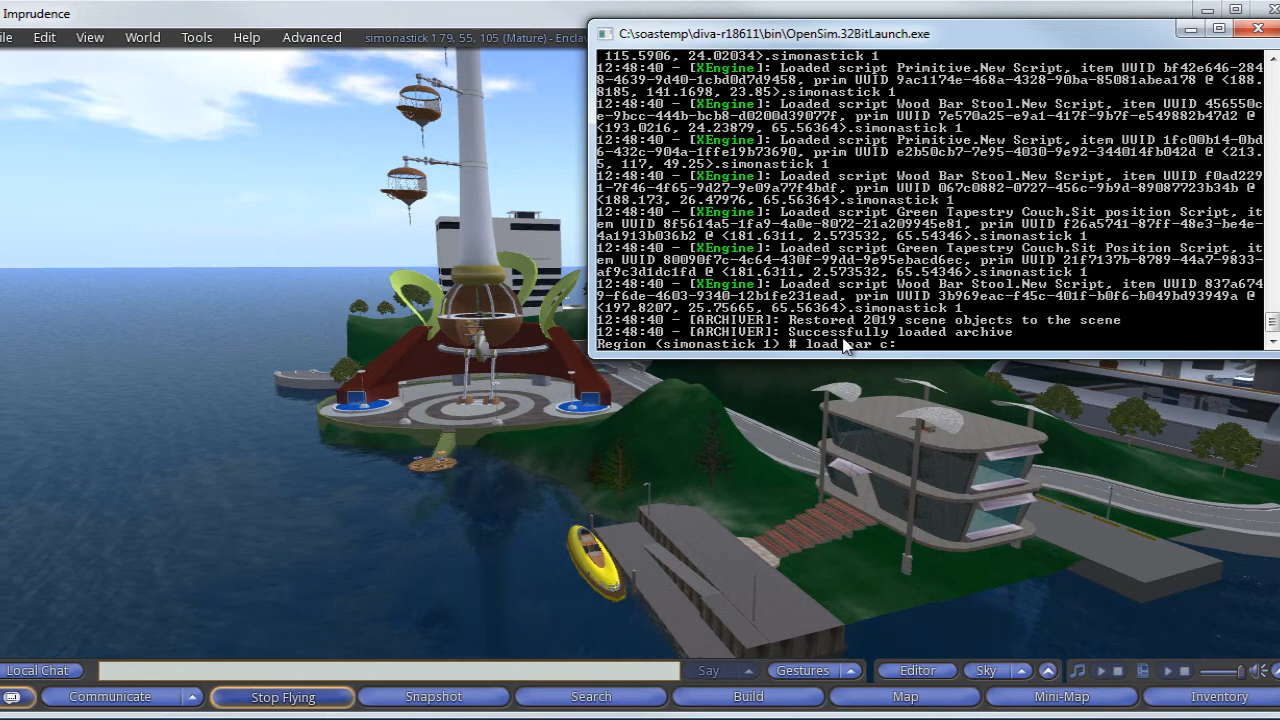 Imprudence
ile Edit View World Tools Help Advanced simonastick 179, 55, 105 (Mature) - Enclav
C:\soastemp\diva-r18611\bin\OpenSim.32BitLaunch.exe
115.5906, 24.02034>.simonastick 1
12:48:40 - [XEngine]: Loaded script Primitive.New Script, item UUID bf42e646-284
8-4639-9d40-1cbd0d7d9458, prim UUID 9ac1174e-468a-4328-90ba-85081abea178 @ <188.
8185, 141.1698, 23.85>.simonastick 1
12:48:40 - [XEngine]: Loaded script Wood Bar Stool.New Script, item UUID 456550c
e-9bcc-444b-bcb8-d0200d39077f, prim UUID 7e570a25-e9a1-417f-9b7f-e549882b47d2 @
<193.0216, 24.23879, 65.56364>.simonastick 1
12:48:40 - [XEngine]: Loaded script Primitive.New Script, item UUID 1fc00b14-0bd
6-432c-904a-1ffe19b73690, prim UUID e2b50cb7-7e95-4030-9e92-344014fb042d @ <213.
5, 117, 49.25>.simonastick 1
12:48:40 - [XEngine]: Loaded script Wood Bar Stool.New Script, item UUID f0ad229
1-7f46-4f65-9d27-9e09a77f4bdf, prim UUID 067c0882-0727-456c-9b9d-89087723b34b @
<188.173, 26.47976, 65.56364>.simonastick 1
12:48:40 - [XEngine]: Loaded script Green Tapestry Couch.Sit position Script, it
em UUID 8f5614a5-1fa9-4a0e-8072-21a209945e81, prim UUID f26a5741-87ff-48e3-be4e-
4a1913b036b2 @ <181.6311, 2.573532, 65.55446>.simonastick 1
12:48:40 - [XEngine]: Loaded script Green Tapestry Couch.Sit Position Script, it
em UUID 80090f7c-4c64-430f-99dd-9e95ebacd6ec, prim UUID 21f7137b-8789-44a7-9833-
af9c3d1dc1fd @ <181.6311, 2.573532, 65.54346>.simonastick 1
12:48:40 - [XEngine]: Loaded script Wood Bar Stool.New Script, item UUID 837a674
9-f6de-4603-9340-12b1fe231ead, prim UUID 3b969eac-f45c-401f-b0f6-b049bd93949a @
<197.8207, 25.75665, 65.56364>.simonastick 1
12:48:40 - [ARCHIVER]: Restored 2019 scene objects to the scene
12:48:40 - [ARCHIVER]: Successfully loaded archive
Region (simonastick 1) # load oar c:
Local Chat Say Gestures Editor Sky
Communicate Stop Flying Snapshot Search Build Map Mini-Map Inventory